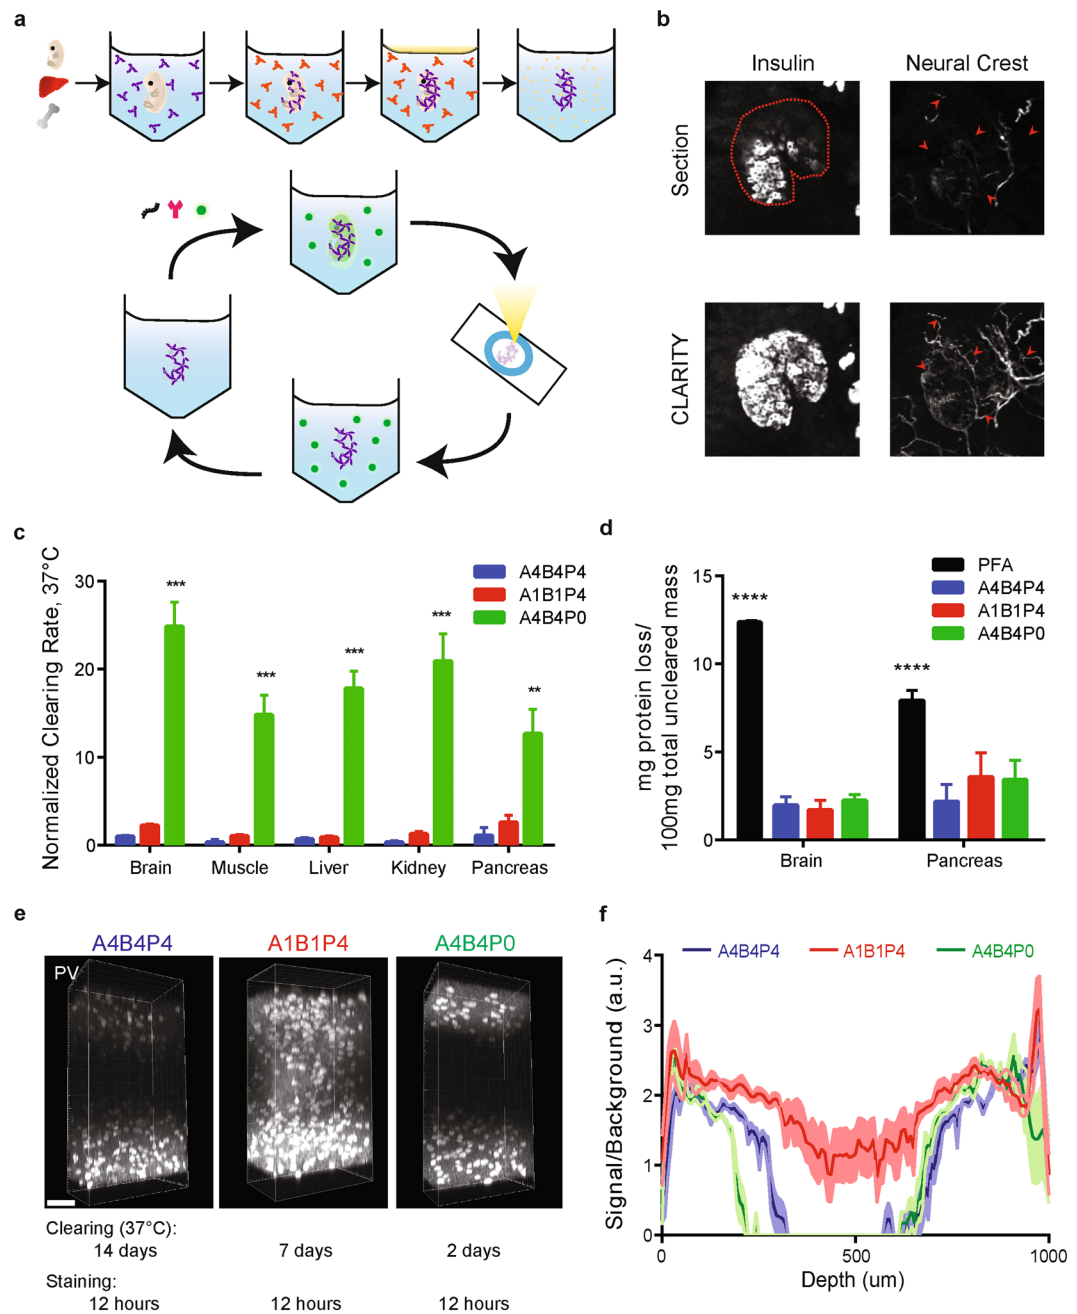 a
b
Insulin
Neural Crest
Section
CLARITY
c
Normalized Clearing Rate, 37°C
30
20
10
0
A4B4P4
A1B1P4
A4B4P0
***
***
***
***
**
Brain
Muscle
Liver
Kidney
Pancreas
d
mg protein loss/
100mg total uncleared mass
15
10
5
0
PFA
A4B4P4
A1B1P4
A4B4P0
****
****
Brain
Pancreas
e
A4B4P4
A1B1P4
A4B4P0
PV
Clearing (37°C):
14 days
7 days
2 days
Staining:
12 hours
12 hours
12 hours
f
Signal/Background (a.u.)
4
3
2
1
0
A4B4P4
A1B1P4
A4B4P0
0
500
1000
Depth (um)